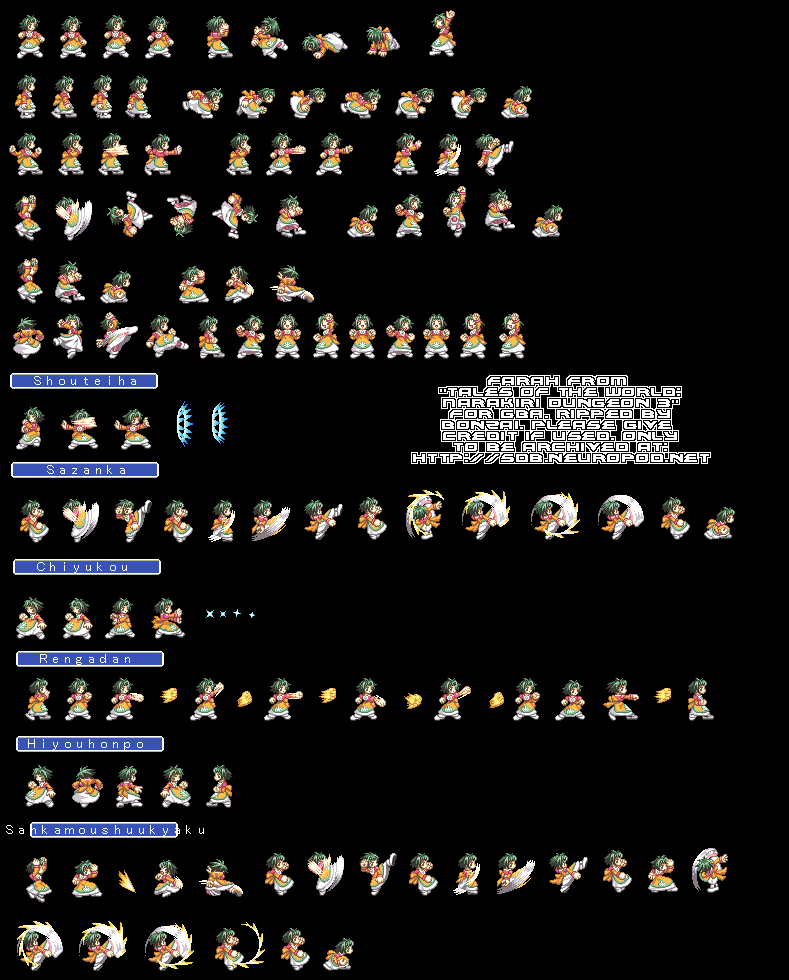 Shouteiha
FARAH FROM
"TALES OF THE WORLD:
NARAKIRI DUNGEON 3"
FOR GBA. RIPPED BY
BONZAI. PLEASE GIVE
CREDIT IF USED. ONLY
TO BE ARCHIVED AT:
HTTP://SDB.NEUROPOD.NET
Sazanka
Chiyukou
Rengadan
Hiyouhonpo
Sankamoushuukyaku